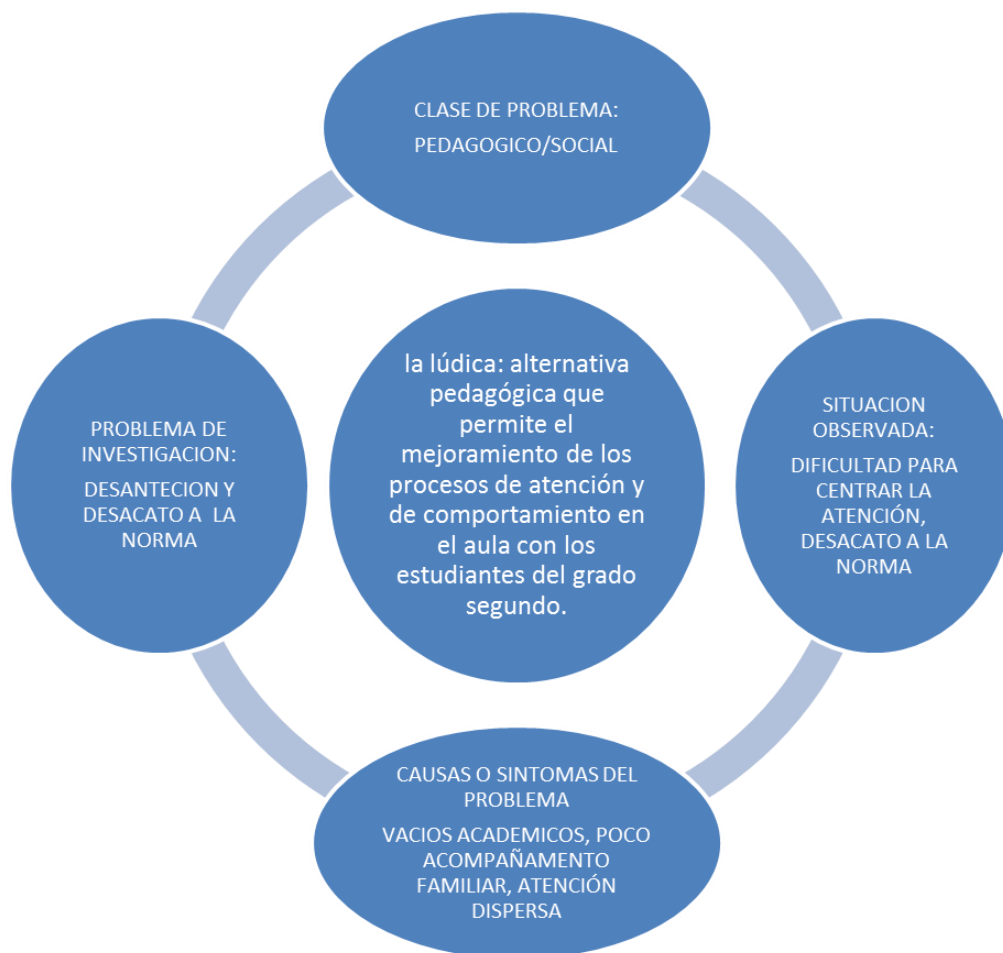 CLASE DE PROBLEMA:
PEDAGOGICO/SOCIAL
la lúdica: alternativa
pedagógica que
permite el
mejoramiento de los
procesos de atención y
de comportamiento en
el aula con los
estudiantes del grado
segundo.
PROBLEMA DE
INVESTIGACION:
DESANTECION Y
DESACATO A  LA
NORMA
SITUACION
OBSERVADA:
DIFICULTAD PARA
CENTRAR LA
ATENCIÓN,
DESACATO A LA
NORMA
CAUSAS O SINTOMAS DEL
PROBLEMA
VACIOS ACADEMICOS, POCO
ACOMPAÑAMENTO
FAMILIAR, ATENCIÓN
DISPERSA